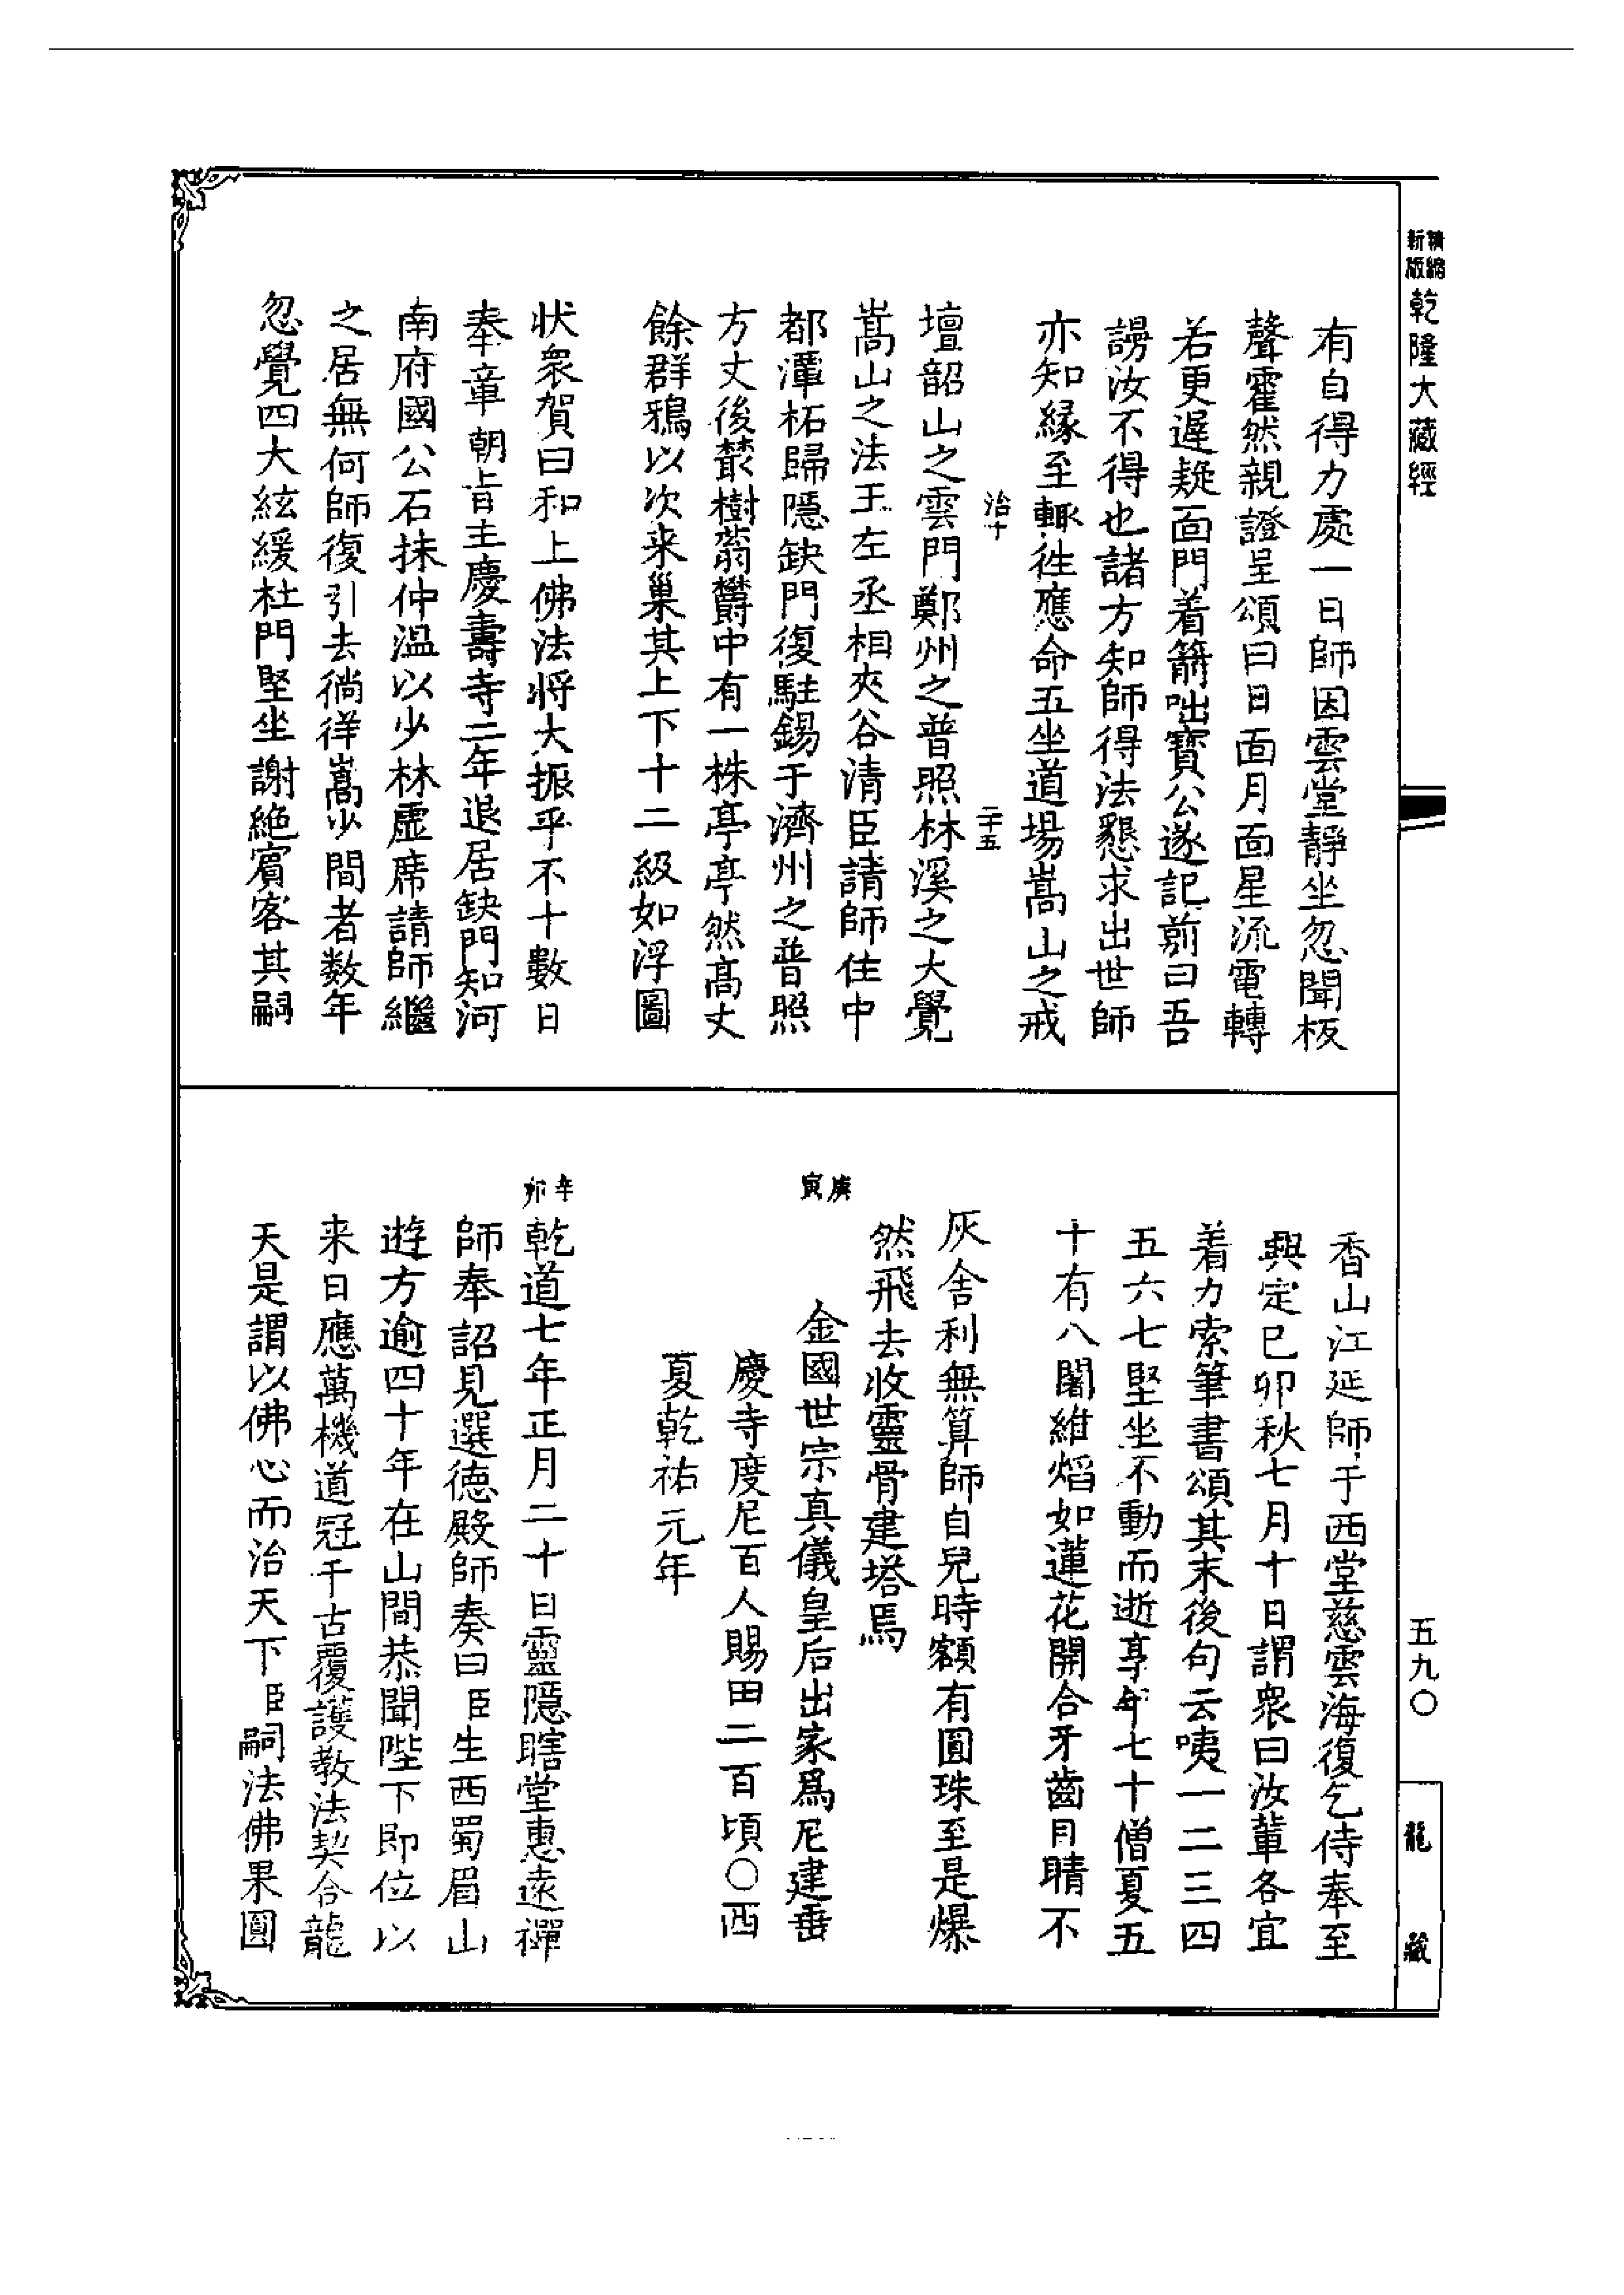 精縮新版乾隆大藏經
有自得力處一日師因雲堂靜坐忽聞板
聲霍然親證呈頌曰日面月面星流電轉
若更遲疑面門着箭咄寶公遂記莂曰吾
謗汝不得也諸方知師得法懇求出世師
亦知縁至輙徃應命五坐道場嵩山之戒
治十
二十五
壇韶山之雲門鄭州之普照林溪之大覺
嵩山之法王左丞相夾谷清臣請師住中
都潭柘歸隱缺門復駐錫于濟州之普照
方丈後叢樹蓊欝中有一株亭亭然高丈
餘群鴉以次来巢其上下十二級如浮圖
状衆賀曰和上佛法将大振乎不十數日
奉章朝旨主慶壽寺二年退居缺門知河
南府國公石抹仲温以少林虛席請師繼
之居無何師復引去徜徉嵩少間者数年
忽覺四大絃緩杜門堅坐謝絶賓客其嗣
香山江延師于西堂慈雲海復乞侍奉至
興定已卯秋七月十日謂衆曰汝輩各宜
着力索筆書頌其末後句云咦一二三四
五六七堅坐不動而逝享年七十僧夏五
十有八闍維焰如蓮花開合牙齒目睛不
灰舍利無算師自兒時額有圓珠至是爆
然飛去收靈骨建塔焉
庚寅
金國世宗真儀皇后出家爲尼建垂
慶寺度尼百人賜田二百頃○西
夏乾祐元年
辛卯
乾道七年正月二十日靈隱瞎堂惠遠禪
師奉詔見選德殿師奏曰臣生西蜀眉山
遊方逾四十年在山間恭聞陛下即位以
来日應萬機道冠千古覆護教法契合龍
天是謂以佛心而治天下臣嗣法佛果圓
五九○
龍藏